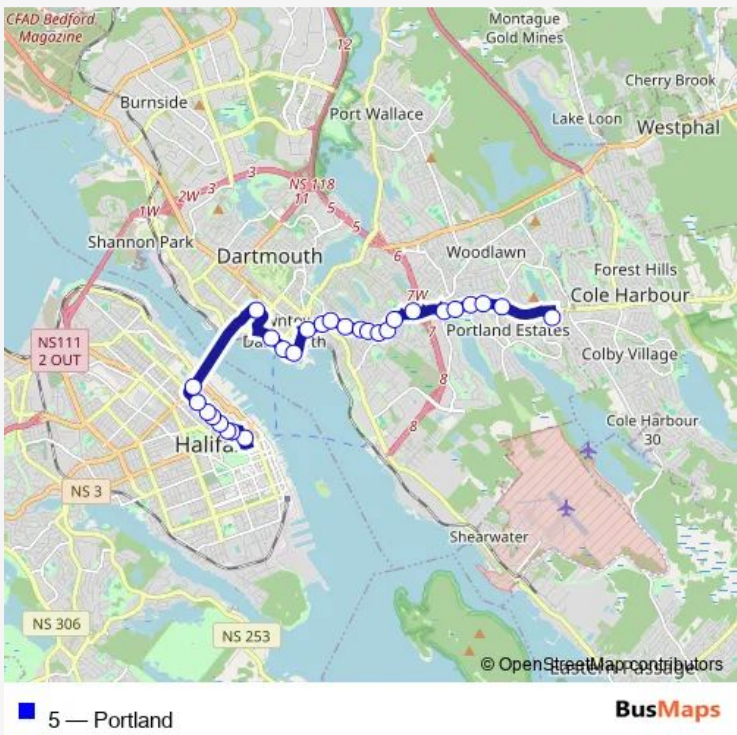 CFAD Bedford
Magazine
Montague
Gold Mines
12
Cherry Brook
Burnside
Port Wallace
Lake Loon
Westphal
NS 118
11
3
3
2W
1W
5
5
6
Shannon Park
Dartmouth
Woodlawn
Forest Hills
7W
Cole Harbour
Portland Estates
7
NS111
2 OUT
Colby Village
8
Cole Harbour
30
8
Halifa
NS 3
Shearwater
NS 306
NS 253
© OpenStreetMap contributors
Eastern Passage
5 — Portland
BusMaps